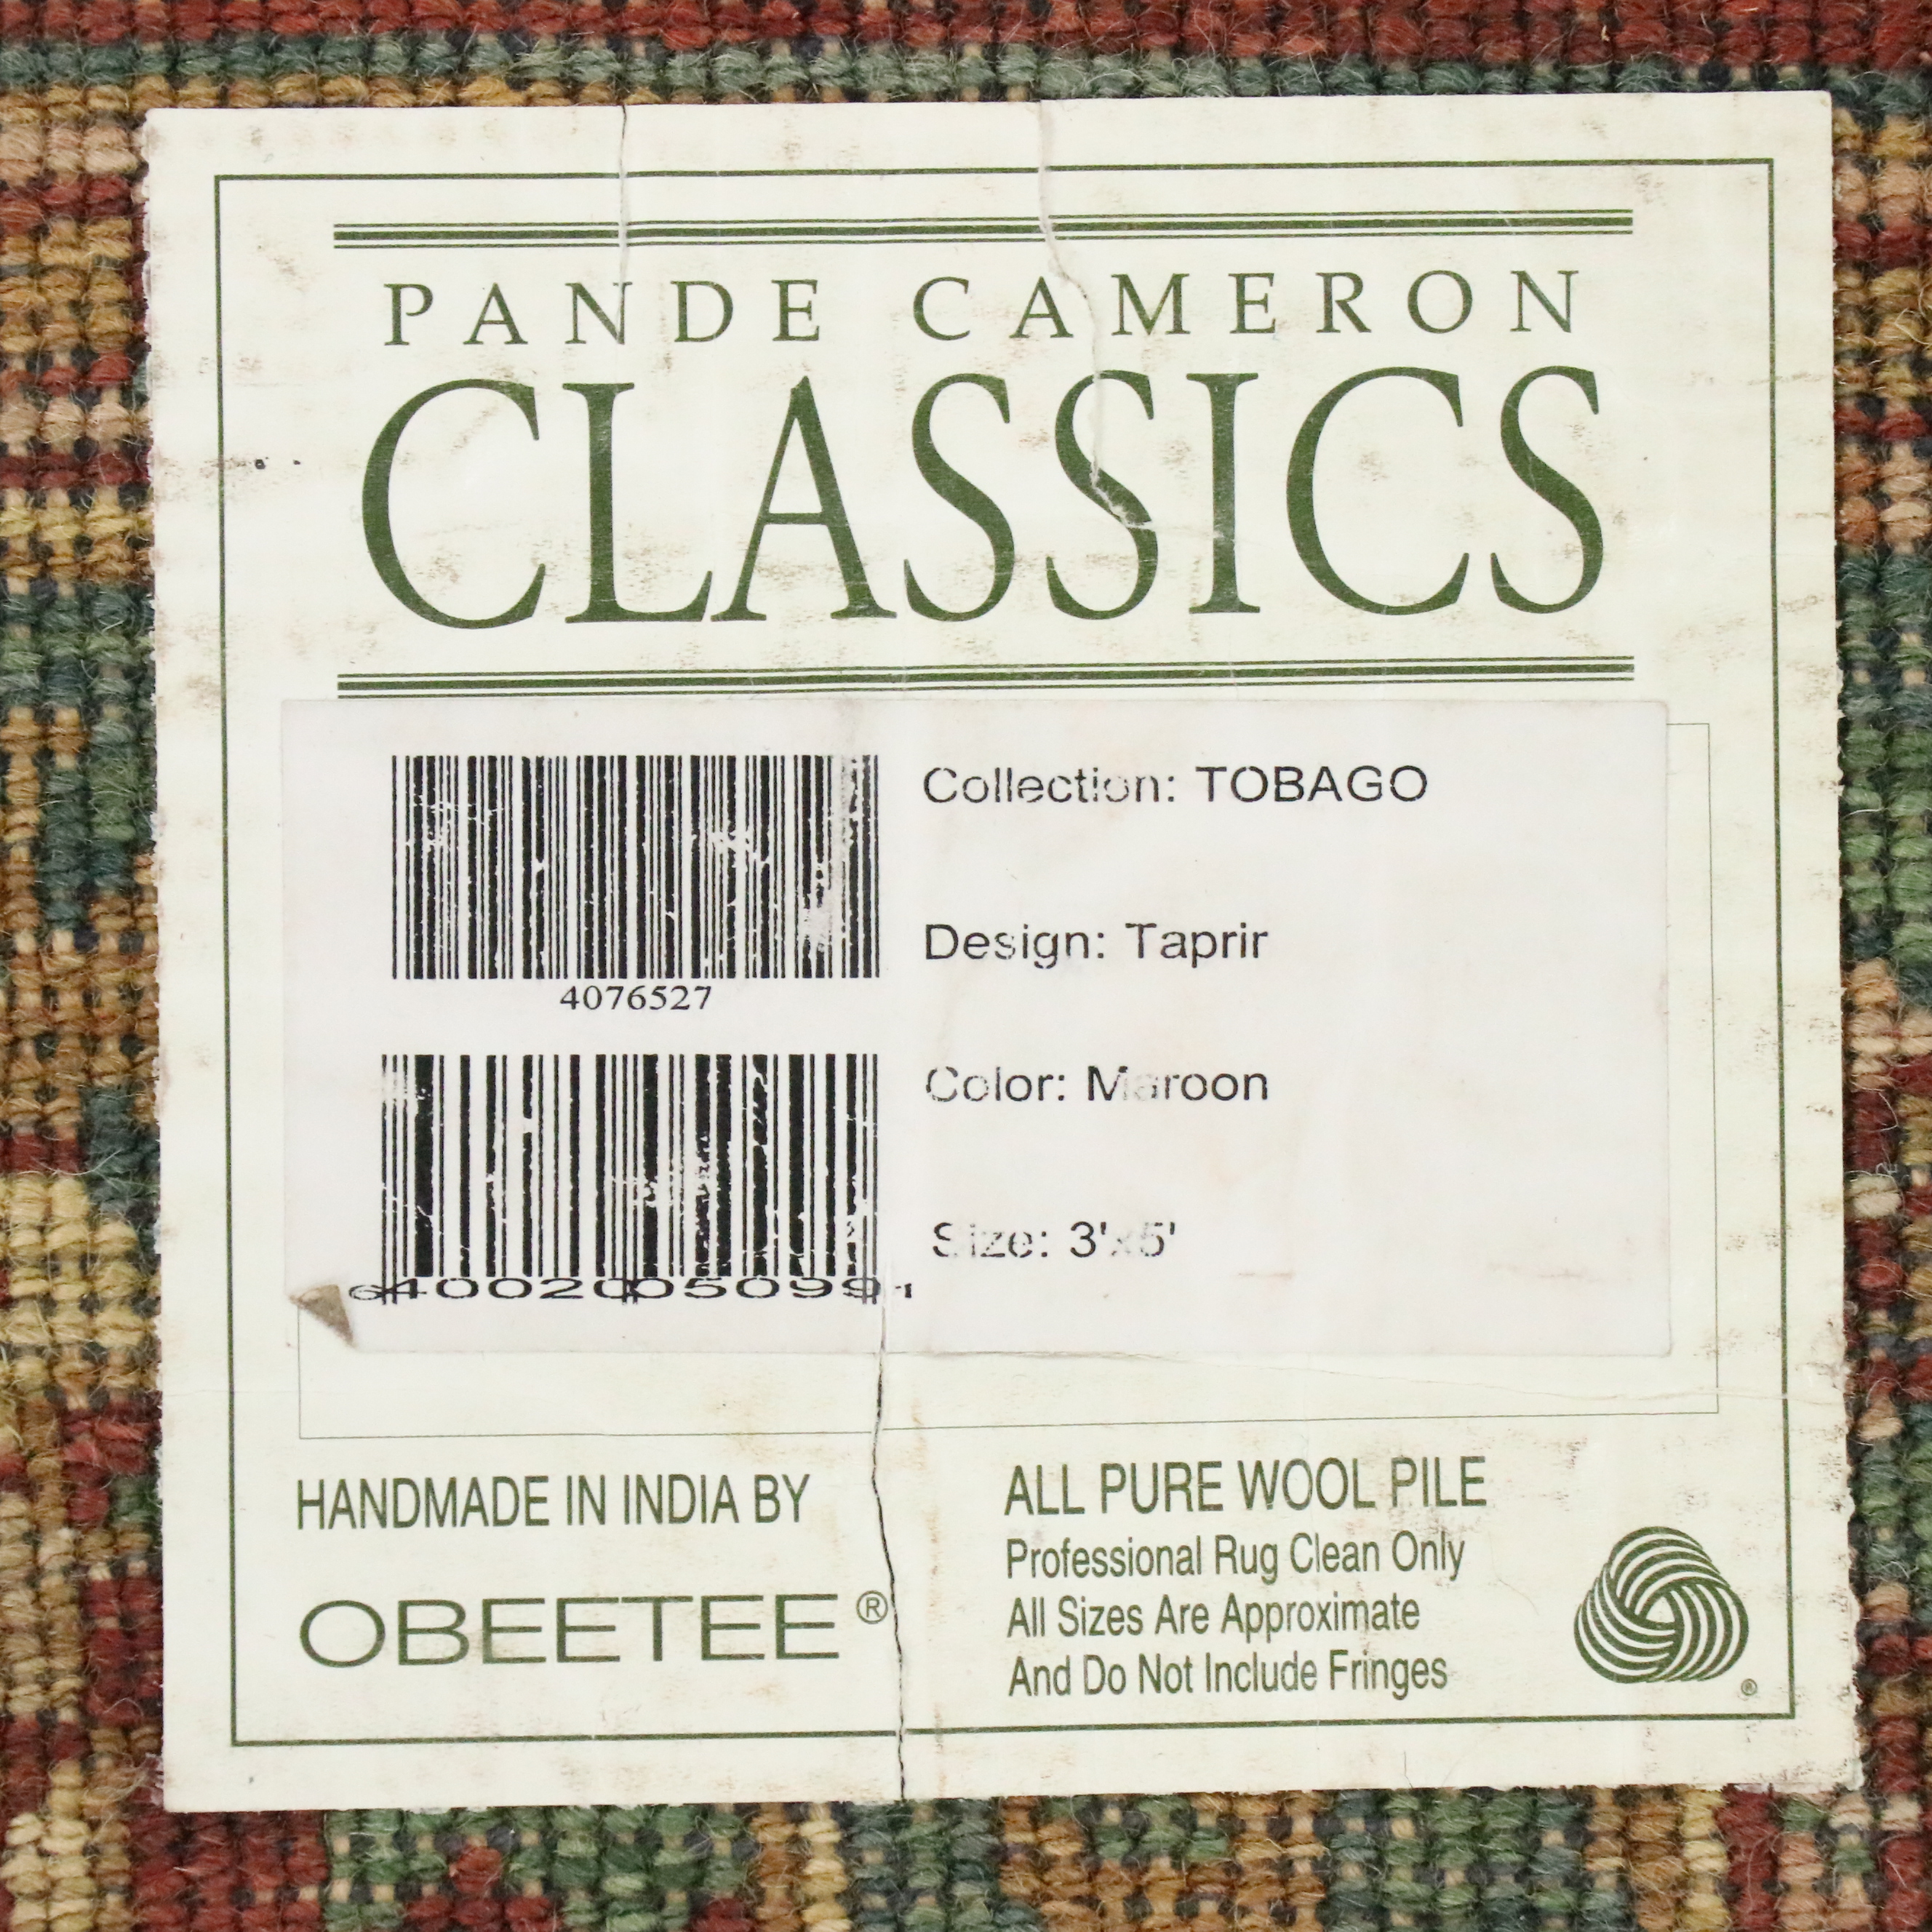 PANDE CAMERON
CLASSICS
4076527
640020050991
Collection: TOBAGO
Design: Taprir
Color: Maroon
Size: 3'x5'
HANDMADE IN INDIA BY
OBEETEE®
ALL PURE WOOL PILE
Professional Rug Clean Only
All Sizes Are Approximate
And Do Not Include Fringes
®